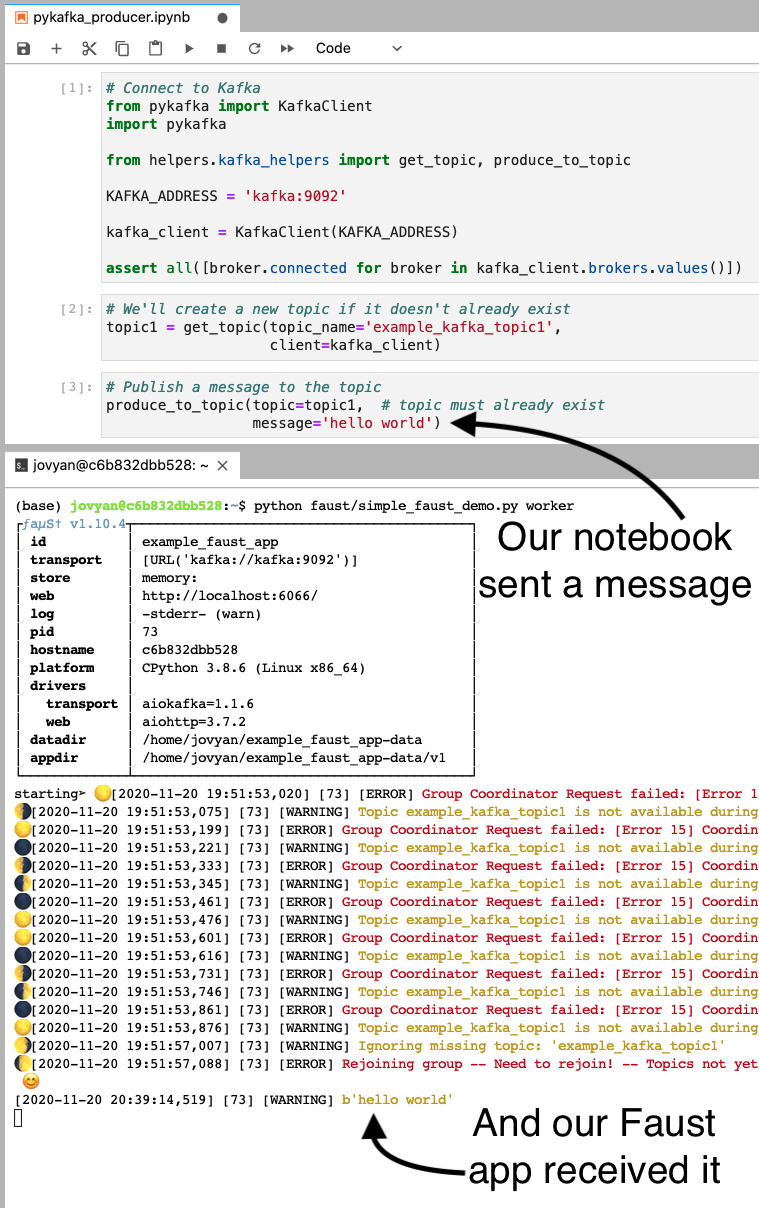 pykafka_producer.ipynb
Code
[1]: # Connect to Kafka
from pykafka import KafkaClient
import pykafka
from helpers.kafka_helpers import get_topic, produce_to_topic
KAFKA_ADDRESS = 'kafka:9092'
kafka_client = KafkaClient(KAFKA_ADDRESS)
assert all([broker.connected for broker in kafka_client.brokers.values()])
[2]: # We'll create a new topic if it doesn't already exist
topic1 = get_topic(topic_name='example_kafka_topic1',
client=kafka_client)
[3]: # Publish a message to the topic
produce_to_topic(topic=topic1,  # topic must already exist
message='hello world')
Our notebook
sent a message
jovyan@c6b832dbb528: ~
(base) jovyan@c6b832dbb528:~$ python faust/simple_faust_demo.py worker
ƒaµS† v1.10.4
id example_faust_app
transport [URL('kafka://kafka:9092')]
store memory:
web http://localhost:6066/
log -stderr- (warn)
pid 73
hostname c6b832dbb528
platform CPython 3.8.6 (Linux x86_64)
drivers
transport aiokafka=1.1.6
web aiohttp=3.7.2
datadir /home/jovyan/example_faust_app-data
appdir /home/jovyan/example_faust_app-data/v1
starting➢ 🌕[2020-11-20 19:51:53,020] [73] [ERROR] Group Coordinator Request failed: [Error 1
🌗[2020-11-20 19:51:53,075] [73] [WARNING] Topic example_kafka_topic1 is not available during
🌕[2020-11-20 19:51:53,199] [73] [ERROR] Group Coordinator Request failed: [Error 15] Coordin
🌑[2020-11-20 19:51:53,221] [73] [WARNING] Topic example_kafka_topic1 is not available during
🌗[2020-11-20 19:51:53,333] [73] [ERROR] Group Coordinator Request failed: [Error 15] Coordin
🌓[2020-11-20 19:51:53,345] [73] [WARNING] Topic example_kafka_topic1 is not available during
🌑[2020-11-20 19:51:53,461] [73] [ERROR] Group Coordinator Request failed: [Error 15] Coordin
🌕[2020-11-20 19:51:53,476] [73] [WARNING] Topic example_kafka_topic1 is not available during
🌕[2020-11-20 19:51:53,601] [73] [ERROR] Group Coordinator Request failed: [Error 15] Coordin
🌑[2020-11-20 19:51:53,616] [73] [WARNING] Topic example_kafka_topic1 is not available during
🌗[2020-11-20 19:51:53,731] [73] [ERROR] Group Coordinator Request failed: [Error 15] Coordin
🌓[2020-11-20 19:51:53,746] [73] [WARNING] Topic example_kafka_topic1 is not available during
🌑[2020-11-20 19:51:53,861] [73] [ERROR] Group Coordinator Request failed: [Error 15] Coordin
🌕[2020-11-20 19:51:53,876] [73] [WARNING] Topic example_kafka_topic1 is not available during
🌖[2020-11-20 19:51:57,007] [73] [WARNING] Ignoring missing topic: 'example_kafka_topic1'
🌓[2020-11-20 19:51:57,088] [73] [ERROR] Rejoining group -- Need to rejoin! -- Topics not yet
😊
[2020-11-20 20:39:14,519] [73] [WARNING] b'hello world'
And our Faust
app received it